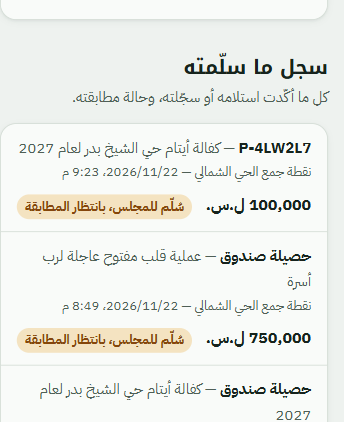 سجل ما سلّمته
كل ما أكّدت استلامه أو سجّلته، وحالة مطابقته.
P-4LW2L7 — كفالة أيتام حي الشيخ بدر لعام 2027
نقطة جمع الحي الشمالي — 2026/11/22، 9:23 م
100,000 ل.س. سُلّم للمجلس، بانتظار المطابقة
حصيلة صندوق — عملية قلب مفتوح عاجلة لرب
أسرة
نقطة جمع الحي الشمالي — 2026/11/22، 8:49 م
750,000 ل.س. سُلّم للمجلس، بانتظار المطابقة
حصيلة صندوق — كفالة أيتام حي الشيخ بدر لعام
2027